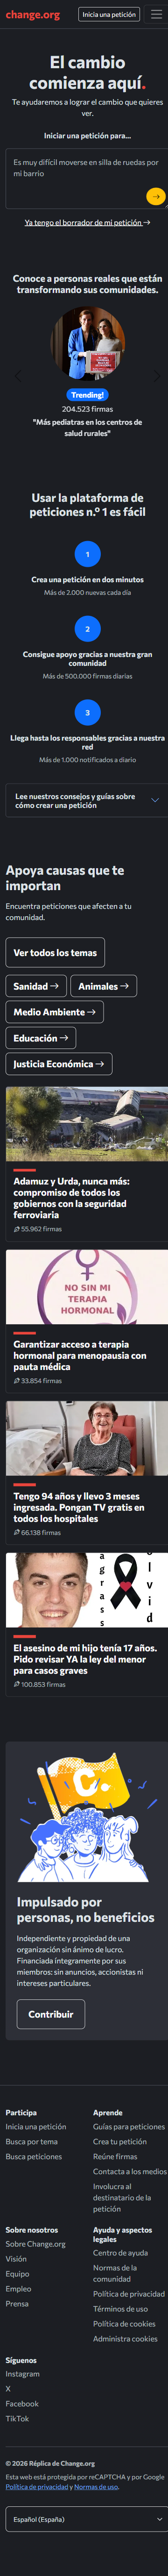 change.org
Inicia una petición
El cambio
comienza aquí.
Te ayudaremos a lograr el cambio que quieres
ver.
Iniciar una petición para...
Es muy difícil moverse en silla de ruedas por
mi barrio
Ya tengo el borrador de mi petición
Conoce a personas reales que están
transformando sus comunidades.
Trending!
204.523 firmas
"Más pediatras en los centros de
salud rurales"
Usar la plataforma de
peticiones n.º 1 es fácil
1
Crea una petición en dos minutos
Más de 2.000 nuevas cada día
2
Consigue apoyo gracias a nuestra gran
comunidad
Más de 500.000 firmas diarias
3
Llega hasta los responsables gracias a nuestra
red
Más de 1.000 notificados a diario
Lee nuestros consejos y guías sobre
cómo crear una petición
Apoya causas que te
importan
Encuentra peticiones que afecten a tu
comunidad.
Ver todos los temas
Sanidad
Animales
Medio Ambiente
Educación
Justicia Económica
Adamuz y Urda, nunca más:
compromiso de todos los
gobiernos con la seguridad
ferroviaria
55.962 firmas
NO SIN MI
TERAPIA
HORMONAL
Garantizar acceso a terapia
hormonal para menopausia con
pauta médica
33.854 firmas
Tengo 94 años y llevo 3 meses
ingresada. Pongan TV gratis en
todos los hospitales
66.138 firmas
El asesino de mi hijo tenía 17 años.
Pido revisar YA la ley del menor
para casos graves
100.853 firmas
Impulsado por
personas, no beneficios
Independiente y propiedad de una
organización sin ánimo de lucro.
Financiada íntegramente por sus
miembros: sin anuncios, accionistas ni
intereses particulares.
Contribuir
Participa
Inicia una petición
Busca por tema
Busca peticiones
Aprende
Guías para peticiones
Crea tu petición
Reúne firmas
Contacta a los medios
Involucra al
destinatario de la
petición
Sobre nosotros
Sobre Change.org
Visión
Equipo
Empleo
Prensa
Ayuda y aspectos
legales
Centro de ayuda
Normas de la
comunidad
Política de privacidad
Términos de uso
Política de cookies
Administra cookies
Síguenos
Instagram
X
Facebook
TikTok
© 2026 Réplica de Change.org
Esta web está protegida por reCAPTCHA y por Google
Política de privacidad y Normas de uso.
Español (España)